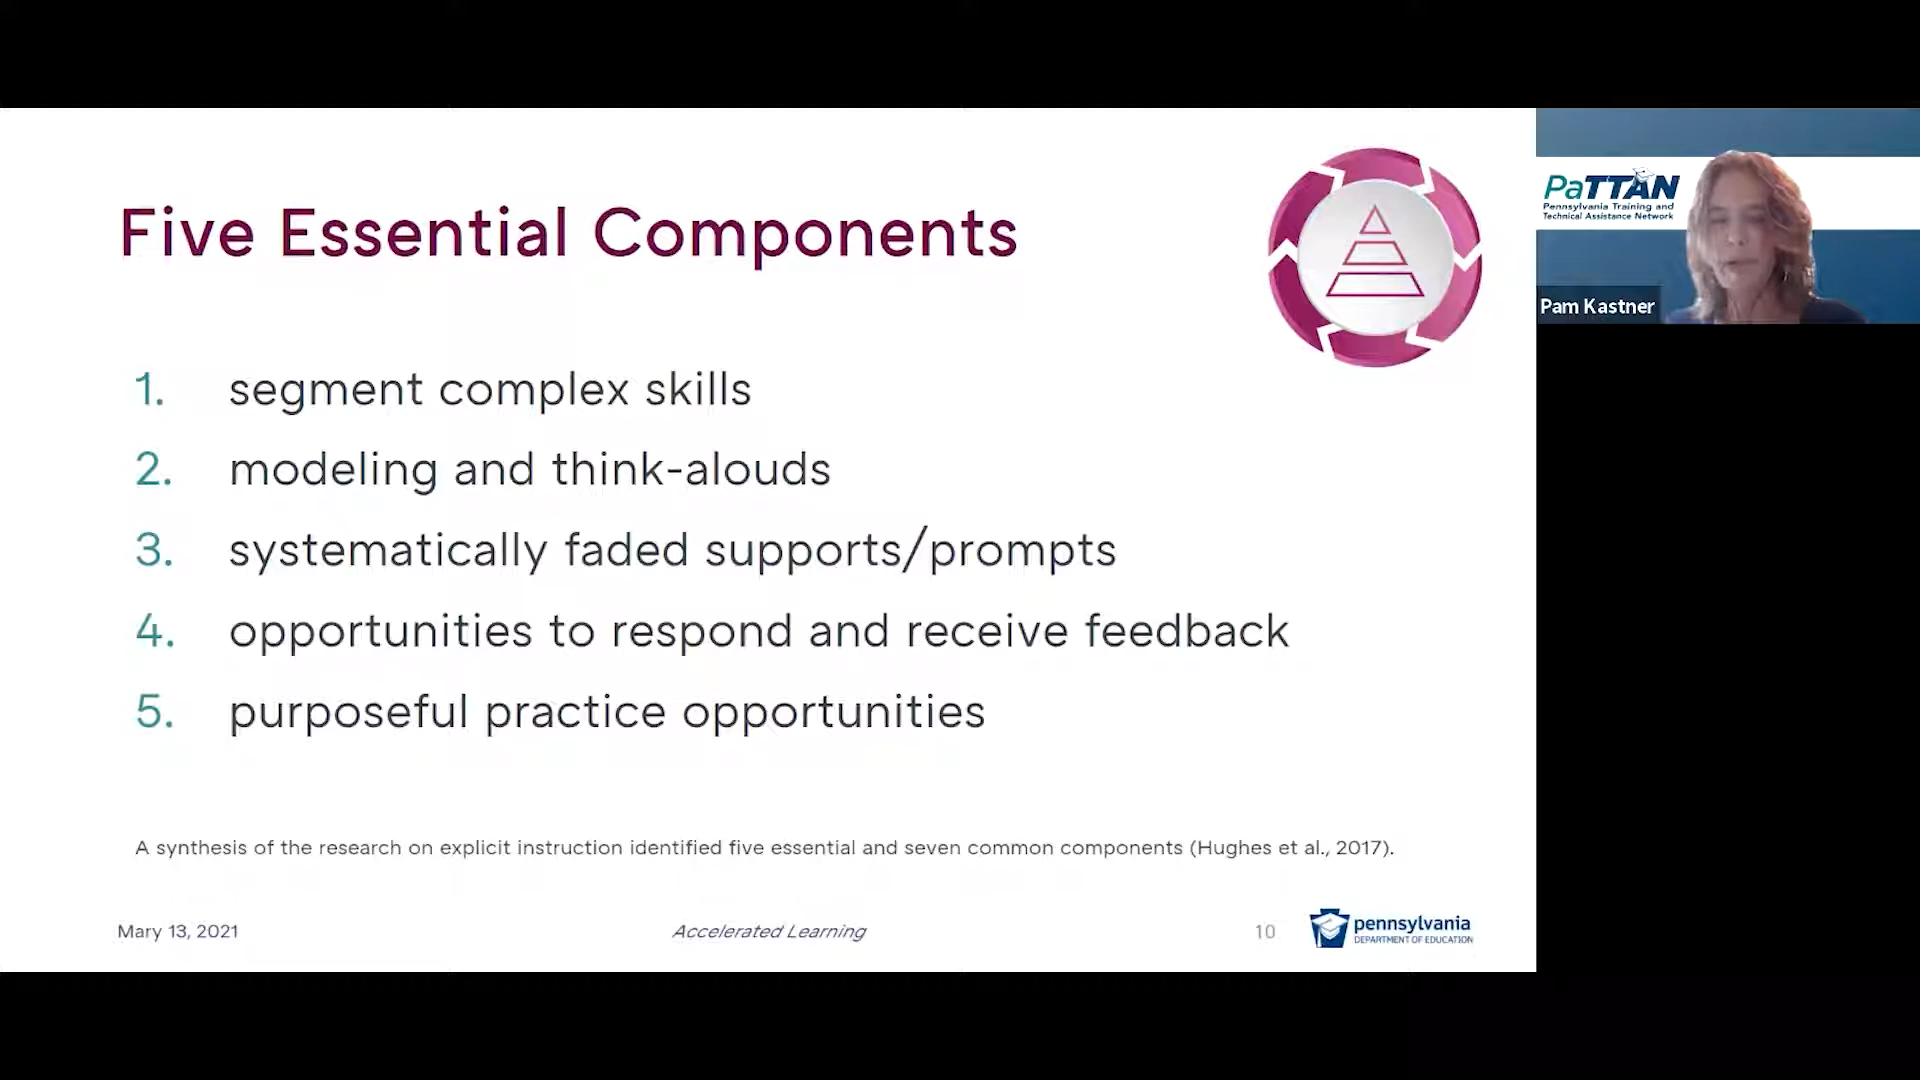 Five Essential Components
1. segment complex skills
2. modeling and think-alouds
3. systematically faded supports/prompts
4. opportunities to respond and receive feedback
5. purposeful practice opportunities
A synthesis of the research on explicit instruction identified five essential and seven common components (Hughes et al., 2017).
Mary 13, 2021
Accelerated Learning
10
pennsylvania
DEPARTMENT OF EDUCATION
PaTTAN
Pennsylvania Training and
Technical Assistance Network
Pam Kastner